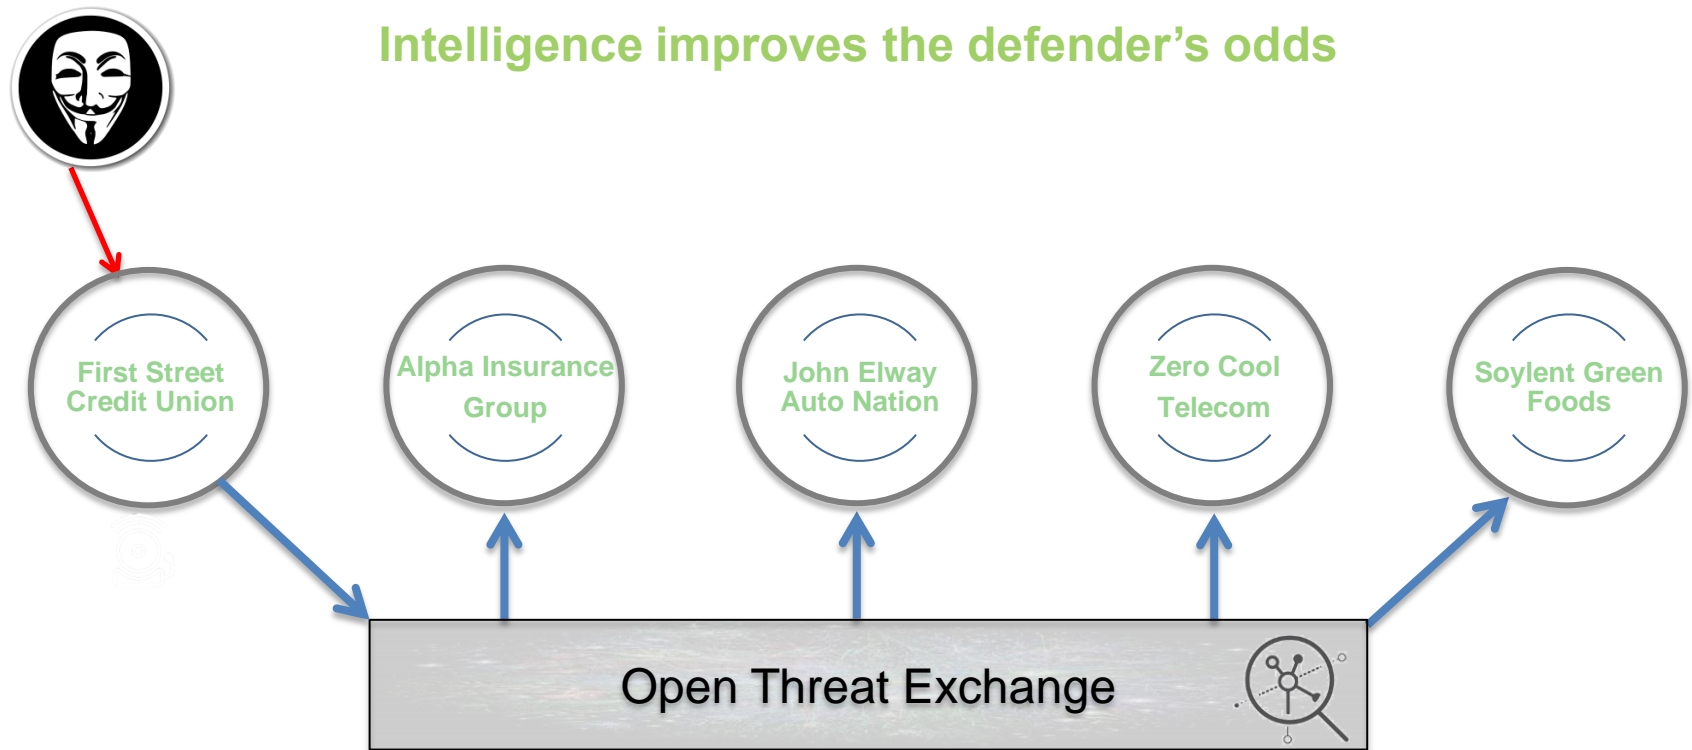 Intelligence improves the defender’s odds
First Street
Credit Union
Alpha Insurance
Group
John Elway
Auto Nation
Zero Cool
Telecom
Soylent Green
Foods
Open Threat Exchange